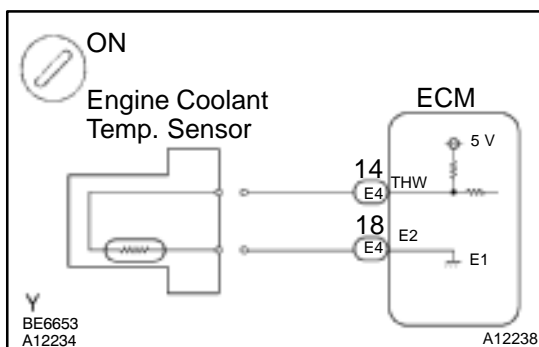 ON
Engine Coolant
Temp. Sensor
ECM
5 V
14
THW
E4
18
E2
E4
E1
Y
BE6653
A12234
A12238